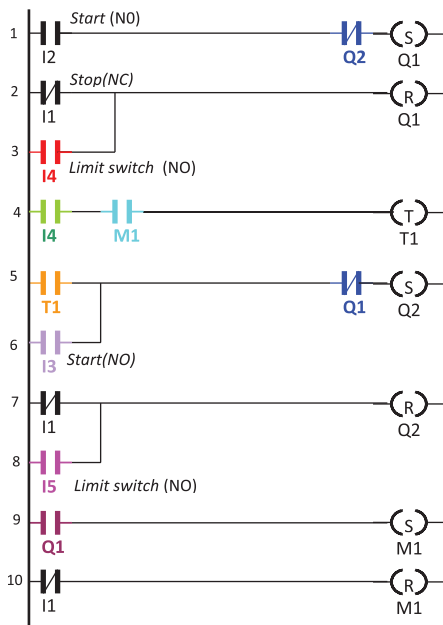 Start (N0)
1
S
I2
Q2
Q1
Stop(NC)
2
R
I1
Q1
3
Limit switch (NO)
I4
4
T
I4
M1
T1
5
S
T1
Q1
Q2
6
Start(NO)
I3
7
R
I1
Q2
8
I5
Limit switch (NO)
9
S
Q1
M1
10
R
I1
M1